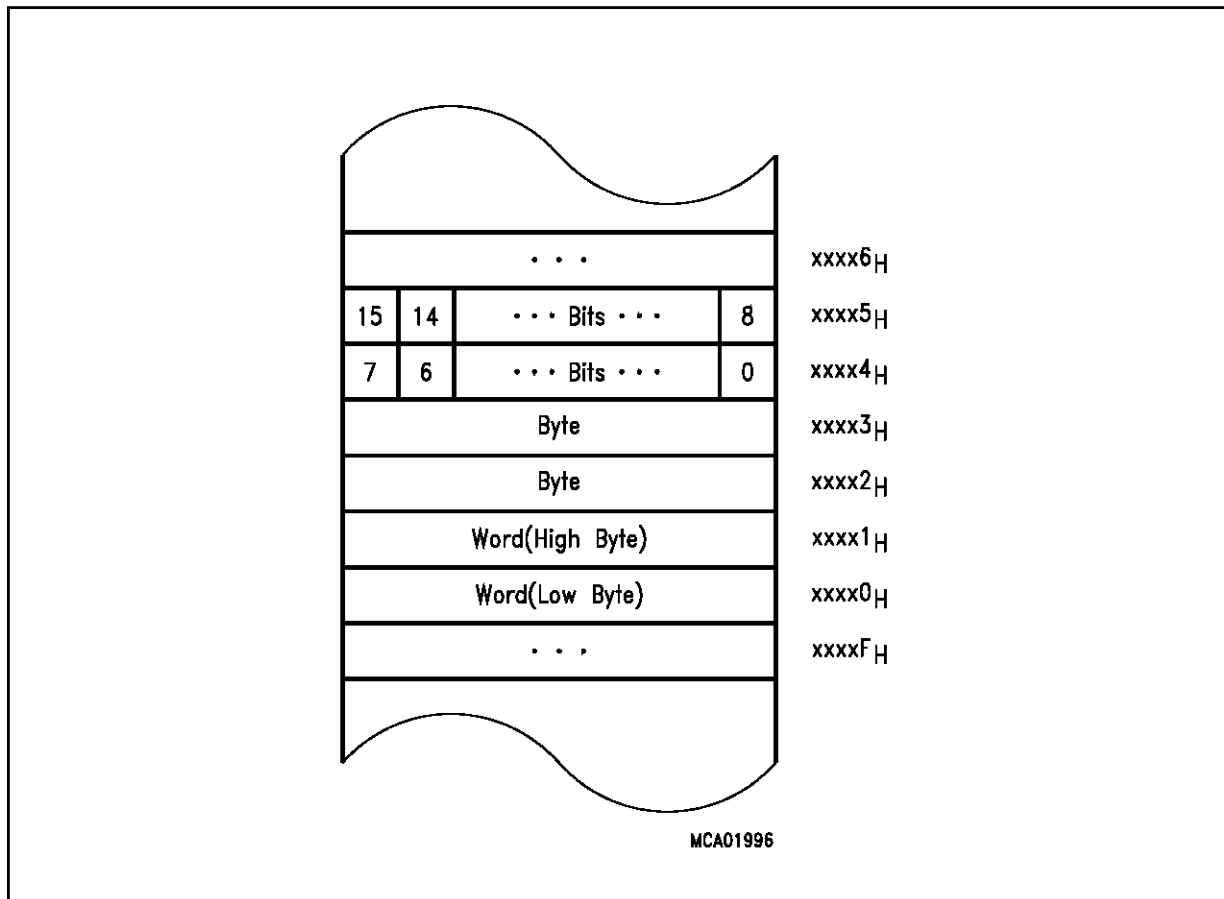 · · · xxxx6H
15 14 · · · Bits · · · 8 xxxx5H
7 6 · · · Bits · · · 0 xxxx4H
Byte xxxx3H
Byte xxxx2H
Word(High Byte) xxxx1H
Word(Low Byte) xxxx0H
· · · xxxxFH
MCA01996